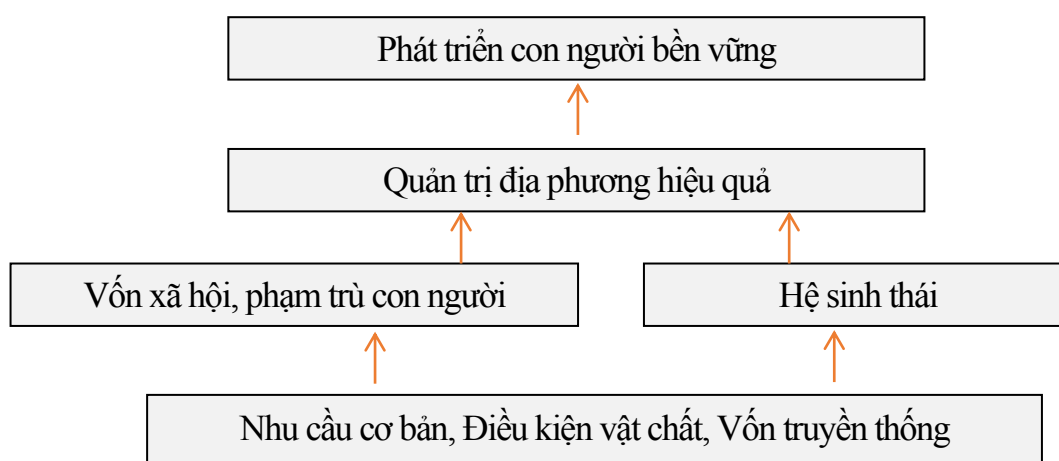 Phát triển con người bền vững
Quản trị địa phương hiệu quả
Vốn xã hội, phạm trù con người
Hệ sinh thái
Nhu cầu cơ bản, Điều kiện vật chất, Vốn truyền thống